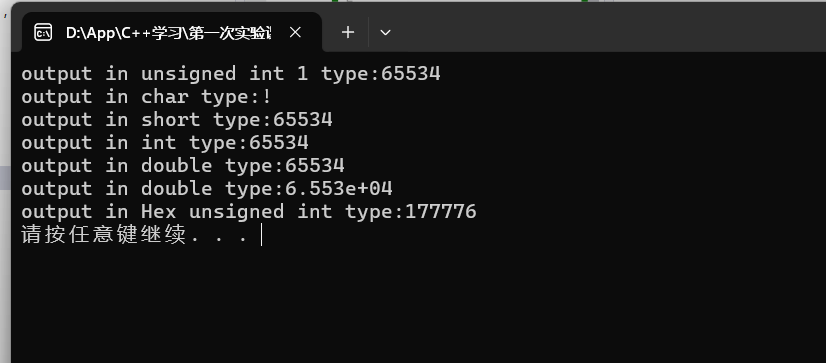 D:\App\C++学习\第一次实验
output in unsigned int 1 type:65534
output in char type:!
output in short type:65534
output in int type:65534
output in double type:65534
output in double type:6.553e+04
output in Hex unsigned int type:177776
请按任意键继续. . .